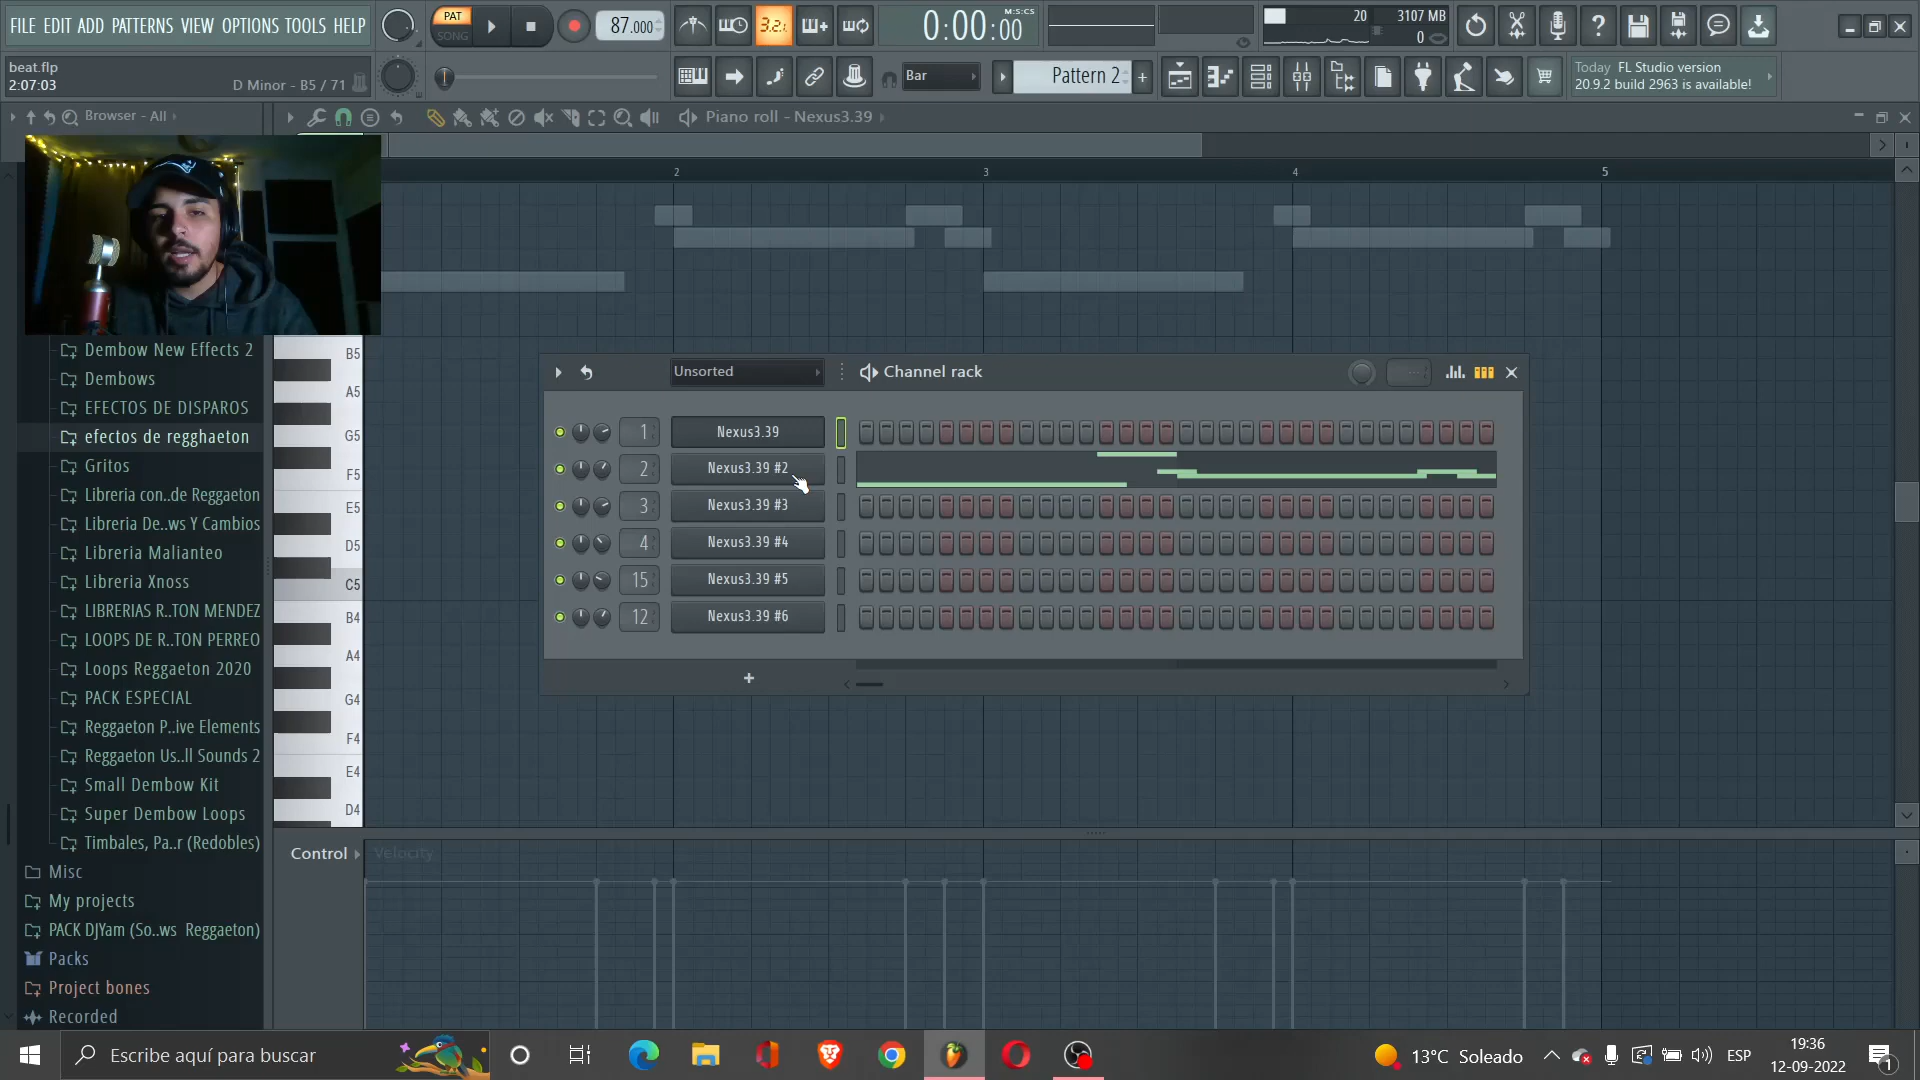 FILE EDIT ADD PATTERNS VIEW OPTIONS TOOLS HELP
PAT
SONG
87.000
3.2.
0:00:00
M:S:CS
20
3107 MB
0
beat.flp
2:07:03
D Minor - B5 / 71
Bar
Pattern 2
Today FL Studio version
20.9.2 build 2963 is available!
Browser - All
Piano roll - Nexus3.39
2
3
4
5
Dembow New Effects 2
Dembows
EFECTOS DE DISPAROS
efectos de regghaeton
Gritos
Libreria con..de Reggaeton
Libreria De..ws Y Cambios
Libreria Malianteo
Libreria Xnoss
LIBRERIAS R..TON MENDEZ
LOOPS DE R..TON PERREO
Loops Reggaeton 2020
PACK ESPECIAL
Reggaeton P..ive Elements
Reggaeton Us..ll Sounds 2
Small Dembow Kit
Super Dembow Loops
Timbales, Pa..r (Redobles)
Misc
My projects
PACK DJYam (So..ws Reggaeton)
Packs
Project bones
Recorded
B5
A5
G5
F5
E5
D5
C5
B4
A4
G4
F4
E4
D4
Unsorted
Channel rack
1
Nexus3.39
2
Nexus3.39 #2
3
Nexus3.39 #3
4
Nexus3.39 #4
15
Nexus3.39 #5
12
Nexus3.39 #6
Control
Velocity
Escribe aquí para buscar
13°C Soleado
ESP
19:36
12-09-2022
1